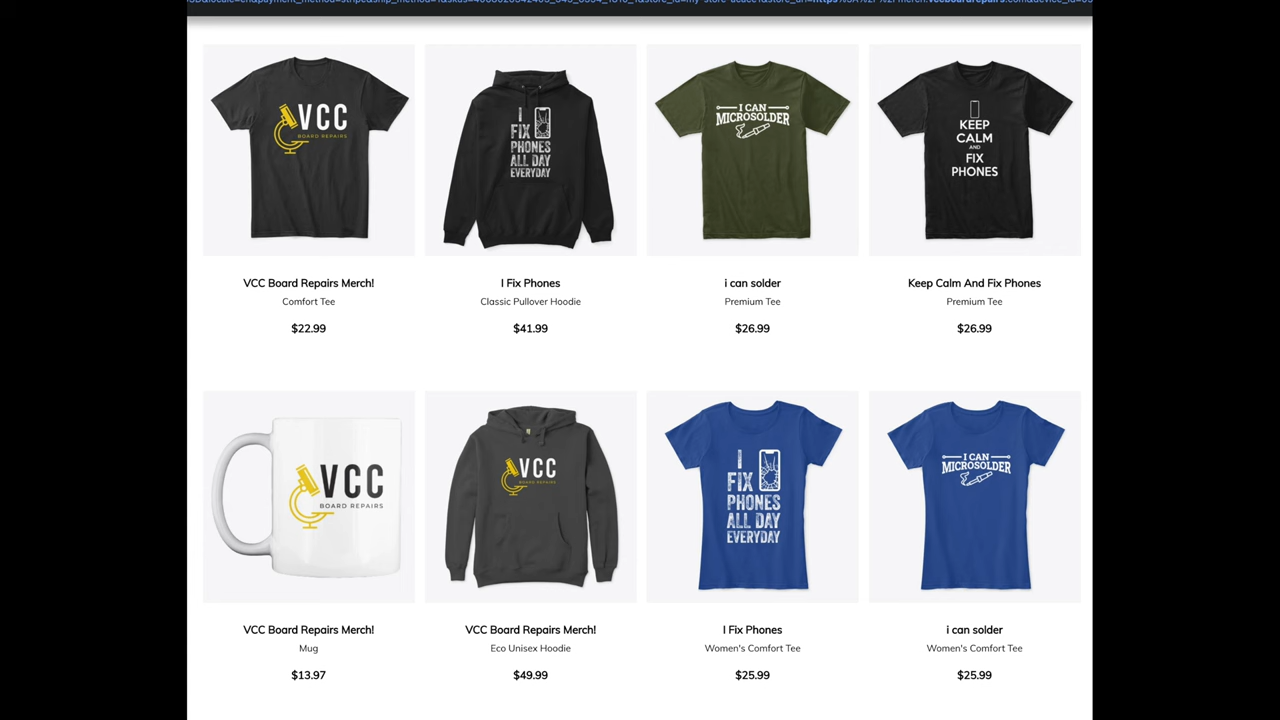 VCC
BOARD REPAIRS
I
FIX
PHONES
ALL DAY
EVERYDAY
I CAN
MICROSOLDER
KEEP
CALM
AND
FIX
PHONES
VCC Board Repairs Merch!
Comfort Tee
$22.99
I Fix Phones
Classic Pullover Hoodie
$41.99
i can solder
Premium Tee
$26.99
Keep Calm And Fix Phones
Premium Tee
$26.99
VCC
BOARD REPAIRS
VCC
BOARD REPAIRS
I
FIX
PHONES
ALL DAY
EVERYDAY
I CAN
MICROSOLDER
VCC Board Repairs Merch!
Mug
$13.97
VCC Board Repairs Merch!
Eco Unisex Hoodie
$49.99
I Fix Phones
Women's Comfort Tee
$25.99
i can solder
Women's Comfort Tee
$25.99